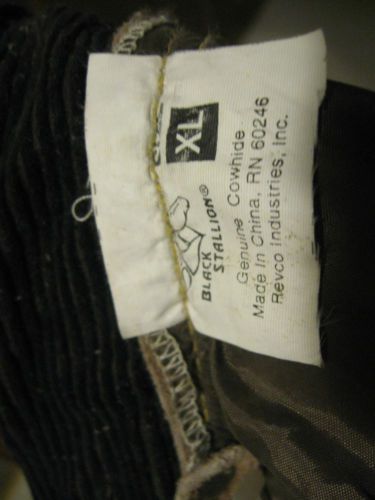 XL
BLACK
STALLION®
Genuine Cowhide
Made In China, RN 60246
Revco Industries, Inc.